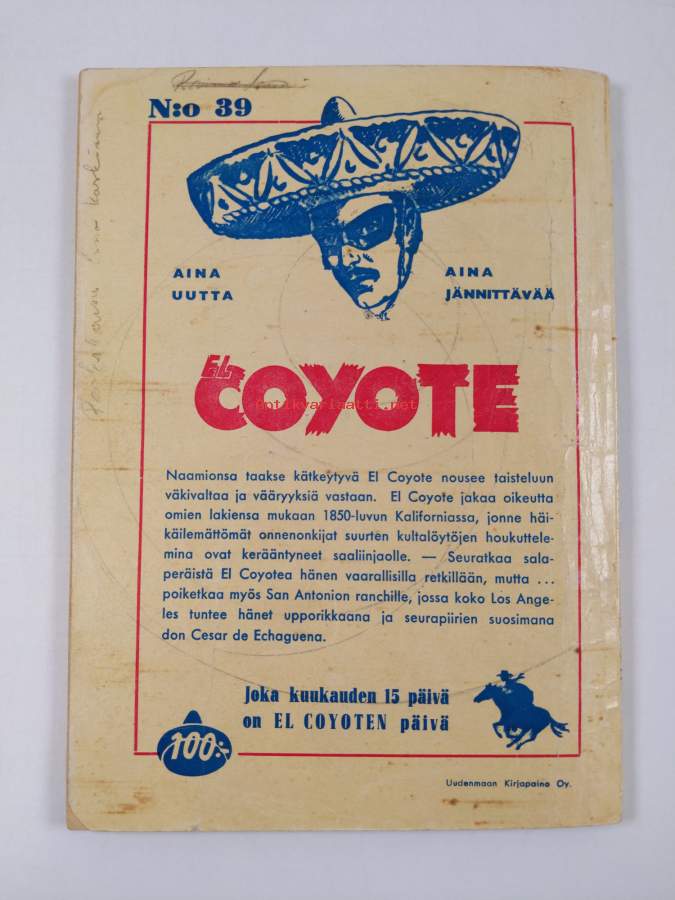 N:o 39
AINA
UUTTA
AINA
JÄNNITTÄVÄÄ
EL
COYOTE
antikvariaatti.net
Naamionsa taakse kätkeytyvä El Coyote nousee taisteluun
väkivaltaa ja vääryyksiä vastaan. El Coyote jakaa oikeutta
omien lakiensa mukaan 1850-luvun Kaliforniassa, jonne häi-
käilemättömät onnenonkijat suurten kultalöytöjen houkuttele-
mina ovat kerääntyneet saaliinjaolle. — Seuratkaa sala-
peräistä El Coyotea hänen vaarallisilla retkillään, mutta ...
poiketkaa myös San Antonion ranchille, jossa koko Los Ange-
les tuntee hänet upporikkaana ja seurapiirien suosimana
don Cesar de Echaguena.
Joka kuukauden 15 päivä
on EL COYOTEN päivä
100:-
Uudenmaan Kirjapaino Oy.